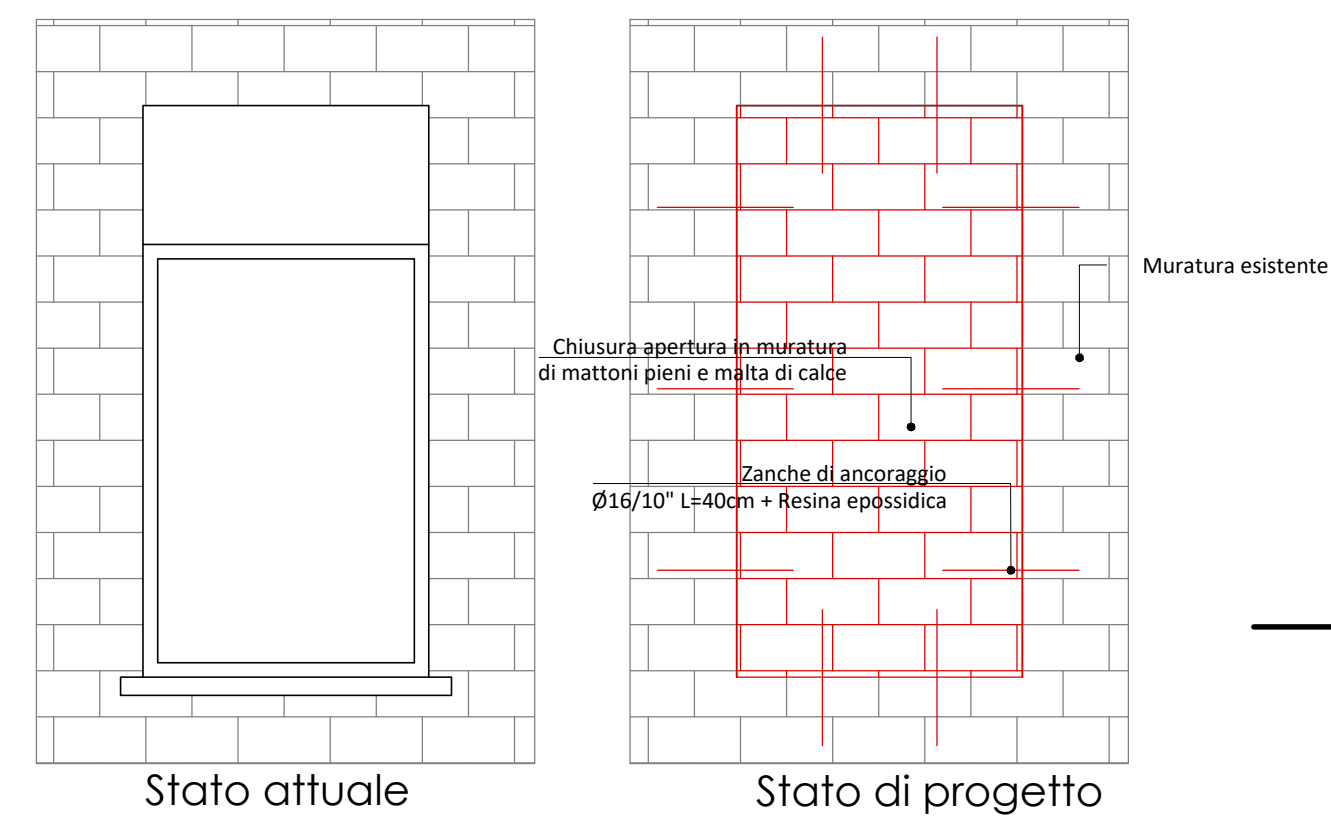 Muratura esistente
Chiusura apertura in muratura
di mattoni pieni e malta di calce
Zanche di ancoraggio
Ø16/10" L=40cm + Resina epossidica
Stato attuale
Stato di progetto